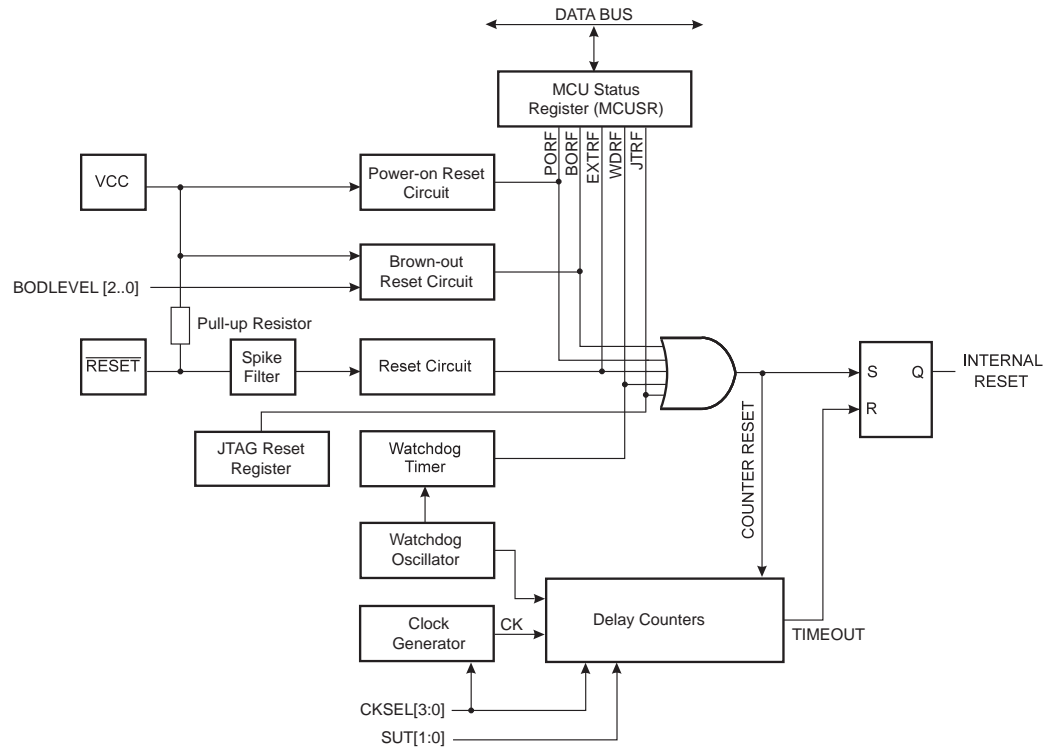 DATA BUS
MCU Status
Register (MCUSR)
PORF
BORF
EXTRF
WDRF
JTRF
VCC
Power-on Reset
Circuit
Brown-out
Reset Circuit
BODLEVEL [2..0]
Pull-up Resistor
RESET
Spike
Filter
Reset Circuit
S
Q
R
INTERNAL
RESET
JTAG Reset
Register
Watchdog
Timer
COUNTER RESET
Watchdog
Oscillator
Clock
Generator
CK
Delay Counters
TIMEOUT
CKSEL[3:0]
SUT[1:0]